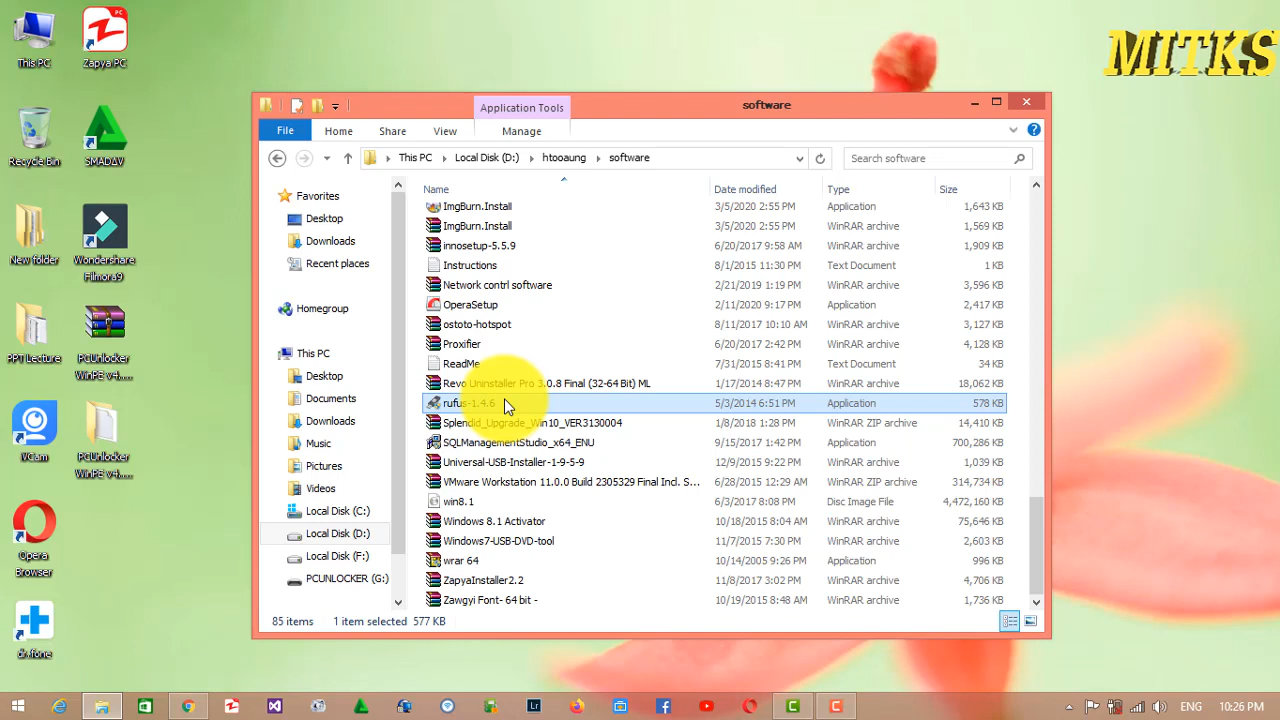 This PC
Zapya PC
Recycle Bin
SMADΔV
New folder
Wondershare
Filmora9
PPT Lecture
PCUnlocker
WinPE v4....
iVCam
PCUnlocker
WinPE v4....
Opera
Browser
dr.fone
MITKS
Application Tools
software
File
Home
Share
View
Manage
This PC
Local Disk (D:)
htooaung
software
Search software
Favorites
Desktop
Downloads
Recent places
Homegroup
This PC
Desktop
Documents
Downloads
Music
Pictures
Videos
Local Disk (C:)
Local Disk (D:)
Local Disk (F:)
PCUNLOCKER (G:)
Name Date modified Type Size
ImgBurn.Install 3/5/2020 2:55 PM Application 1,643 KB
ImgBurn.Install 3/5/2020 2:55 PM WinRAR archive 1,569 KB
innosetup-5.5.9 6/20/2017 9:58 AM WinRAR archive 1,909 KB
Instructions 8/1/2015 11:30 PM Text Document 1 KB
Network contrl software 2/21/2019 1:19 PM WinRAR archive 3,596 KB
OperaSetup 2/11/2020 9:17 PM Application 2,417 KB
ostoto-hotspot 8/11/2017 10:10 AM WinRAR archive 3,127 KB
Proxifier 6/20/2017 2:42 PM WinRAR archive 4,128 KB
ReadMe 7/31/2015 8:41 PM Text Document 34 KB
Revo Uninstaller Pro 3.0.8 Final (32-64 Bit) ML 1/17/2014 8:47 PM WinRAR archive 18,062 KB
rufus-1.4.6 5/3/2014 6:51 PM Application 578 KB
Splendid_Upgrade_Win10_VER3130004 1/8/2018 1:28 PM WinRAR ZIP archive 14,410 KB
SQLManagementStudio_x64_ENU 9/15/2017 1:42 PM Application 700,286 KB
Universal-USB-Installer-1-9-5-9 12/9/2015 9:22 PM WinRAR archive 1,039 KB
VMware Workstation 11.0.0 Build 2305329 Final Incl. S... 6/28/2015 12:29 AM WinRAR ZIP archive 314,734 KB
win8.1 6/3/2017 8:08 PM Disc Image File 4,472,160 KB
Windows 8.1 Activator 10/18/2015 8:04 AM WinRAR archive 75,646 KB
Windows7-USB-DVD-tool 11/7/2015 7:30 PM WinRAR archive 2,603 KB
wrar 64 10/14/2005 9:26 PM Application 996 KB
ZapyaInstaller2.2 11/8/2017 3:02 PM WinRAR archive 4,706 KB
Zawgyi Font- 64 bit - 10/19/2015 8:48 AM WinRAR archive 1,736 KB
85 items 1 item selected 577 KB
ENG 10:26 PM